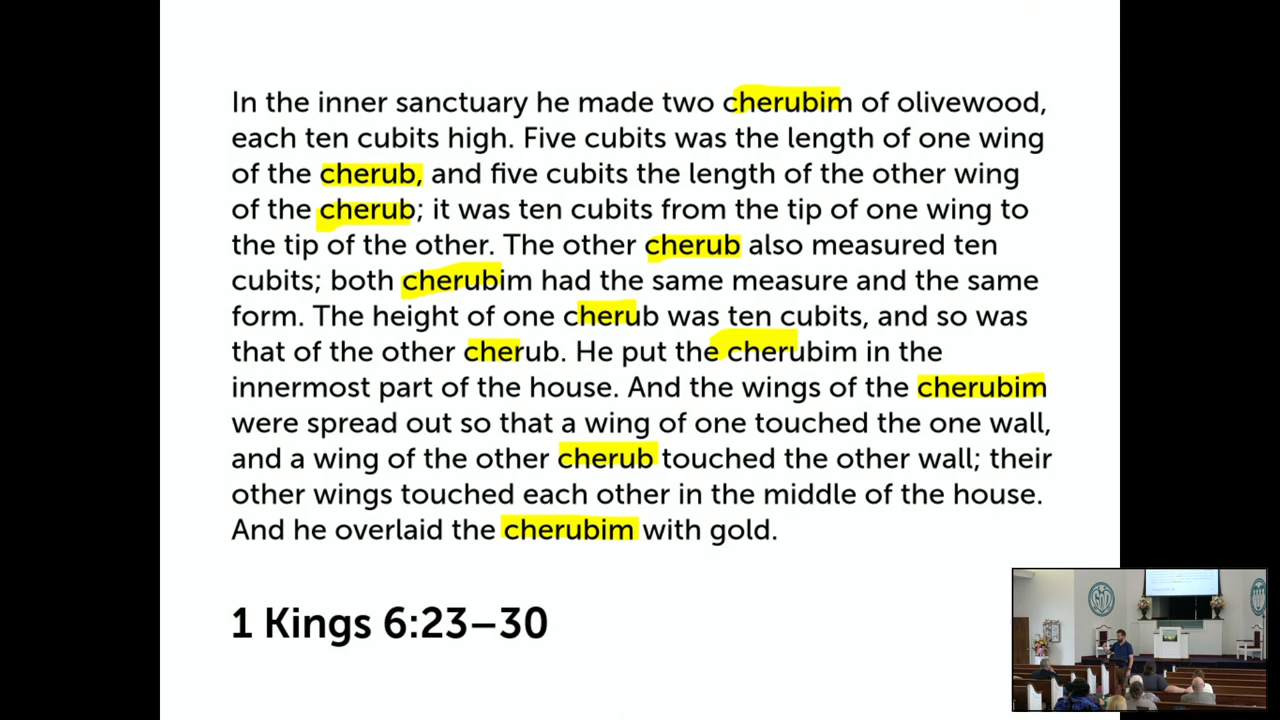 In the inner sanctuary he made two cherubim of olivewood,
each ten cubits high. Five cubits was the length of one wing
of the cherub, and five cubits the length of the other wing
of the cherub; it was ten cubits from the tip of one wing to
the tip of the other. The other cherub also measured ten
cubits; both cherubim had the same measure and the same
form. The height of one cherub was ten cubits, and so was
that of the other cherub. He put the cherubim in the
innermost part of the house. And the wings of the cherubim
were spread out so that a wing of one touched the one wall,
and a wing of the other cherub touched the other wall; their
other wings touched each other in the middle of the house.
And he overlaid the cherubim with gold.
1 Kings 6:23–30